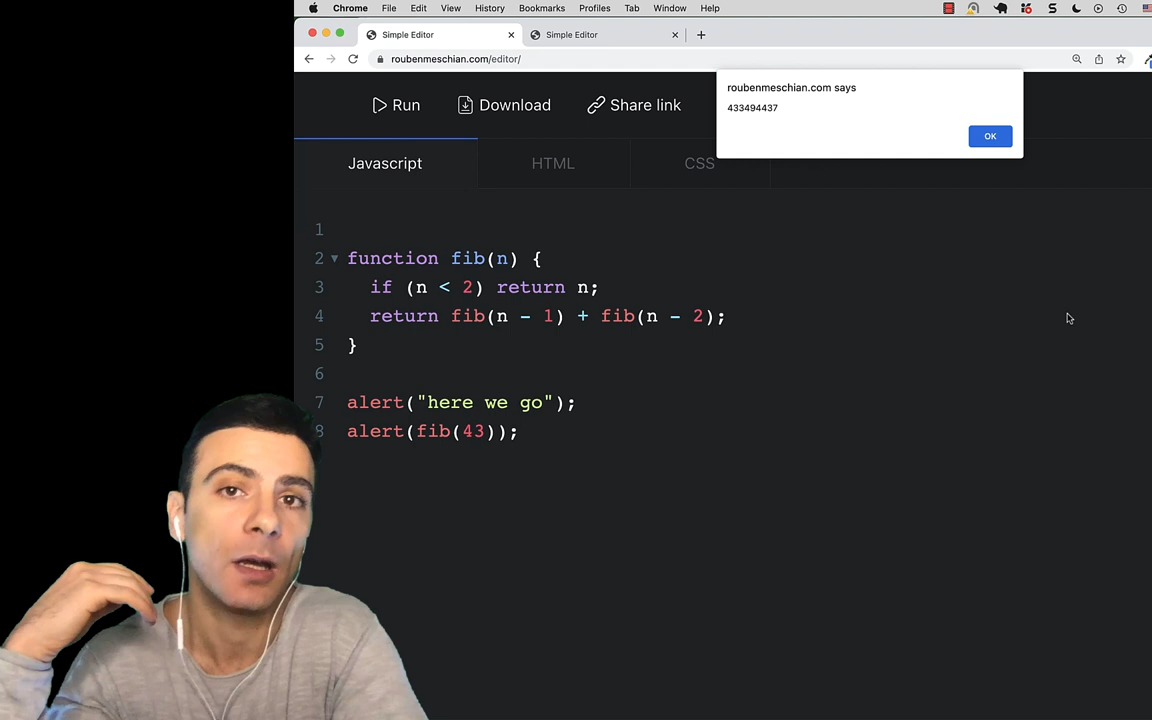 Chrome File Edit View History Bookmarks Profiles Tab Window Help
Simple Editor
Simple Editor
roubenmeschian.com/editor/
roubenmeschian.com says
433494437
OK
Run Download Share link
Javascript HTML CSS
1
2 function fib(n) {
3 if (n < 2) return n;
4 return fib(n - 1) + fib(n - 2);
5 }
6
7 alert("here we go");
8 alert(fib(43));